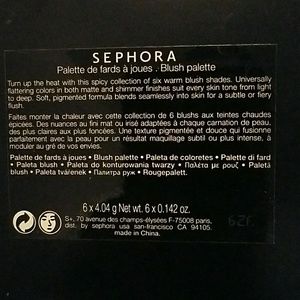 SEPHORA
Palette de fards à joues . Blush palette
Turn up the heat with this spicy collection of six warm blush shades. Universally
flattering colors in both matte and shimmer finishes suit every skin tone from light
to deep. Soft, pigmented formula blends seamlessly into skin for a subtle or fiery
flush.
Faites monter la chaleur avec cette collection de 6 blushs aux teintes chaudes
épicées. Des nuances au fini mat ou irisé adaptées à chaque carnation de peau,
des plus claires aux plus foncées. Une texture pigmentée et douce qui fusionne
parfaitement avec la peau pour un résultat maquillage subtil ou plus intense, à
moduler au gré de vos envies.
Palette de fards à joues • Blush palette • Paleta de coloretes • Palette di fard
• Paleta blush • Paleta do konturowania twarzy • Παλέτα με ρουζ • Paletă
blush • Paleta tvářenek • Палитра руж • Rougepalett.
6 x 4.04 g Net wt. 6 x 0.142 oz.
S+, 70 avenue des champs-élysées F-75008 paris,
dist. by sephora usa san-francisco CA 94105.
made in China.